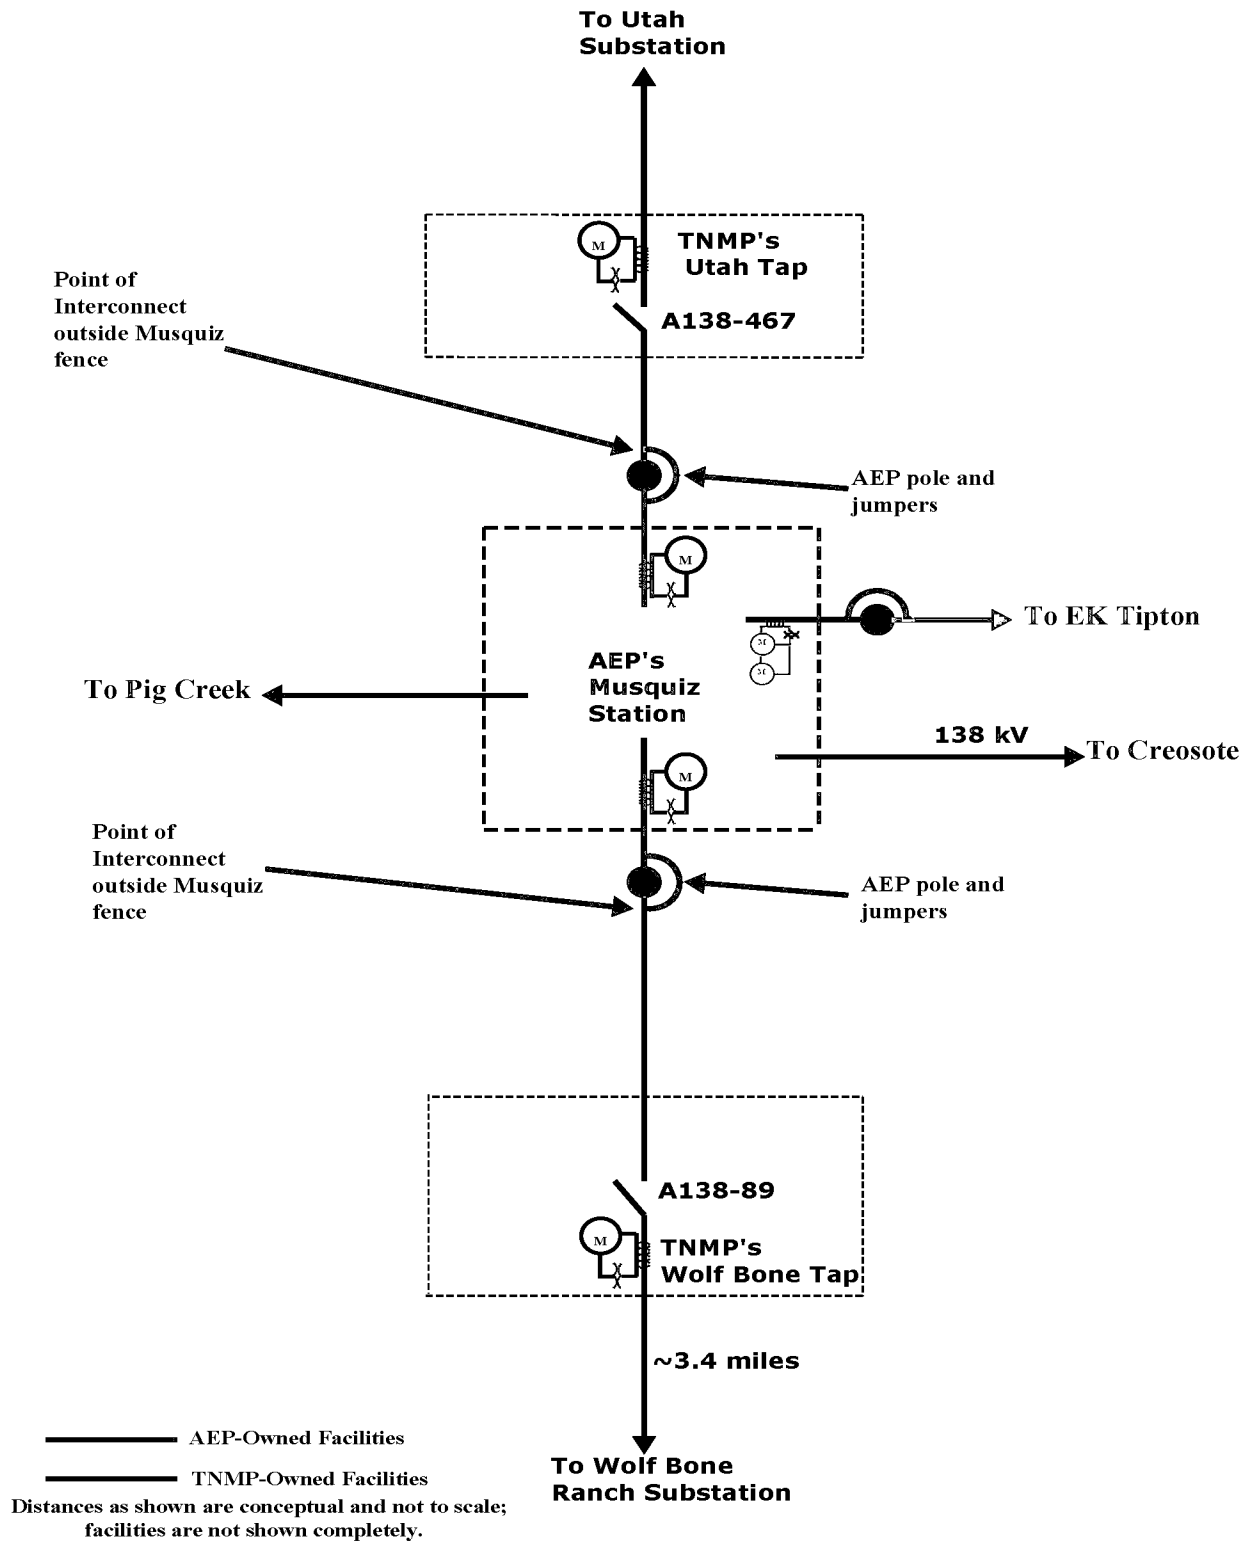 To Utah
Substation
M
TNMP's
Utah Tap
A138-467
Point of
Interconnect
outside Musquiz
fence
AEP pole and
jumpers
M
To EK Tipton
M
M
AEP's
Musquiz
Station
To Pig Creek
138 kV
To Creosote
M
Point of
Interconnect
outside Musquiz
fence
AEP pole and
jumpers
A138-89
M
TNMP's
Wolf Bone Tap
~3.4 miles
AEP-Owned Facilities
TNMP-Owned Facilities
Distances as shown are conceptual and not to scale;
facilities are not shown completely.
To Wolf Bone
Ranch Substation